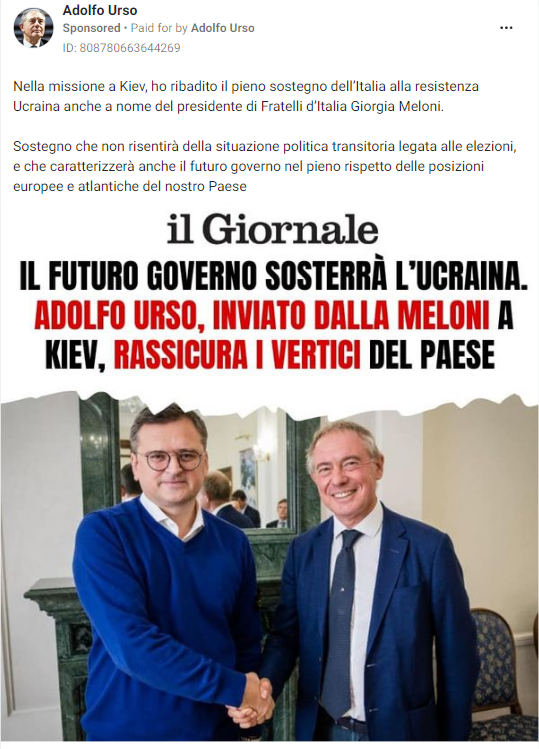 Adolfo Urso
Sponsored • Paid for by Adolfo Urso
ID: 808780663644269
Nella missione a Kiev, ho ribadito il pieno sostegno dell'Italia alla resistenza
Ucraina anche a nome del presidente di Fratelli d'Italia Giorgia Meloni.
Sostegno che non risentirà della situazione politica transitoria legata alle elezioni,
e che caratterizzerà anche il futuro governo nel pieno rispetto delle posizioni
europee e atlantiche del nostro Paese
il Giornale
IL FUTURO GOVERNO SOSTERRÀ L'UCRAINA.
ADOLFO URSO, INVIATO DALLA MELONI A
KIEV, RASSICURA I VERTICI DEL PAESE